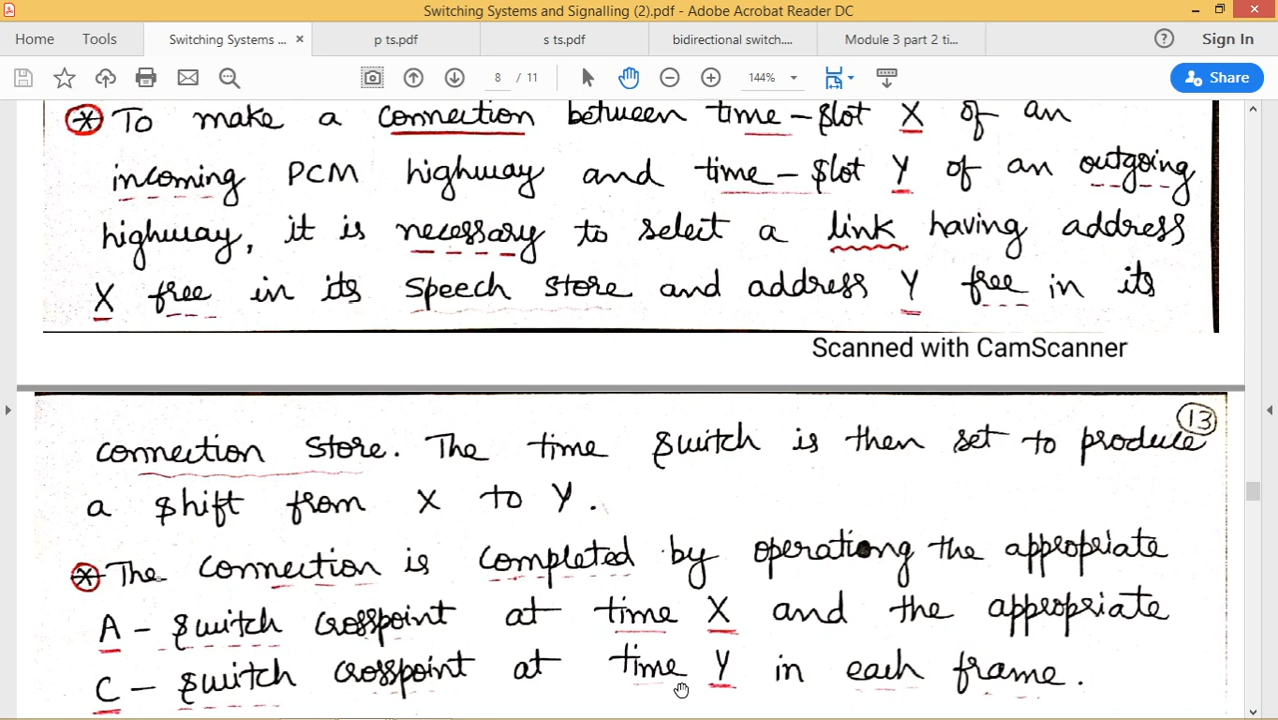 Switching Systems and Signalling (2).pdf - Adobe Acrobat Reader DC
Home Tools Switching Systems ... × p ts.pdf s ts.pdf bidirectional switch.... Module 3 part 2 ti... Sign In
8 / 11 144% Share
* To make a connection between time-slot X of an
incoming PCM highway and time-slot Y of an outgoing
highway, it is necessary to select a link having address
X free in its speech store and address Y free in its
Scanned with CamScanner
13
connection store. The time switch is then set to produce
a shift from X to Y.
* The connection is completed by operationg the appropriate
A - switch crosspoint at time X and the appropriate
C - switch crosspoint at time Y in each frame.